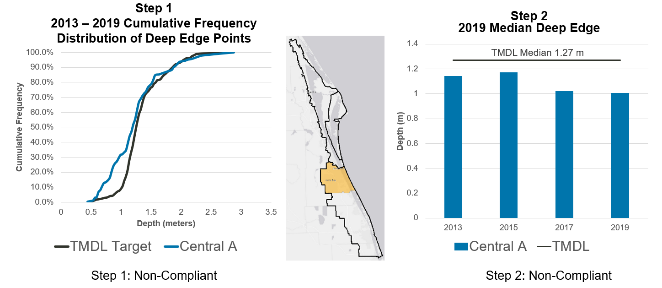 Step 1
2013 – 2019 Cumulative Frequency
Distribution of Deep Edge Points
100.0%
90.0%
80.0%
70.0%
60.0%
50.0%
40.0%
30.0%
20.0%
10.0%
0.0%
Cumulative Frequency
0 0.5 1 1.5 2 2.5 3 3.5
Depth (meters)
TMDL Target Central A
Step 1: Non-Compliant
Step 2
2019 Median Deep Edge
1.4
1.2
1
0.8
0.6
0.4
0.2
0
Depth (m)
TMDL Median 1.27 m
2013 2015 2017 2019
Central A TMDL
Step 2: Non-Compliant